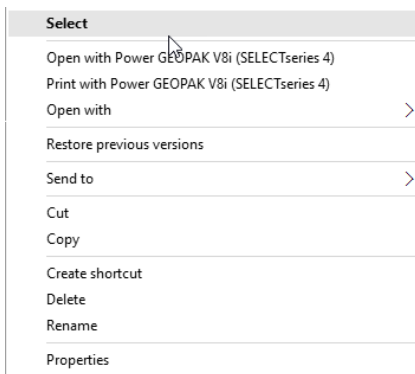 Select
Open with Power GEOPAK V8i (SELECTseries 4)
Print with Power GEOPAK V8i (SELECTseries 4)
Open with
Restore previous versions
Send to
Cut
Copy
Create shortcut
Delete
Rename
Properties